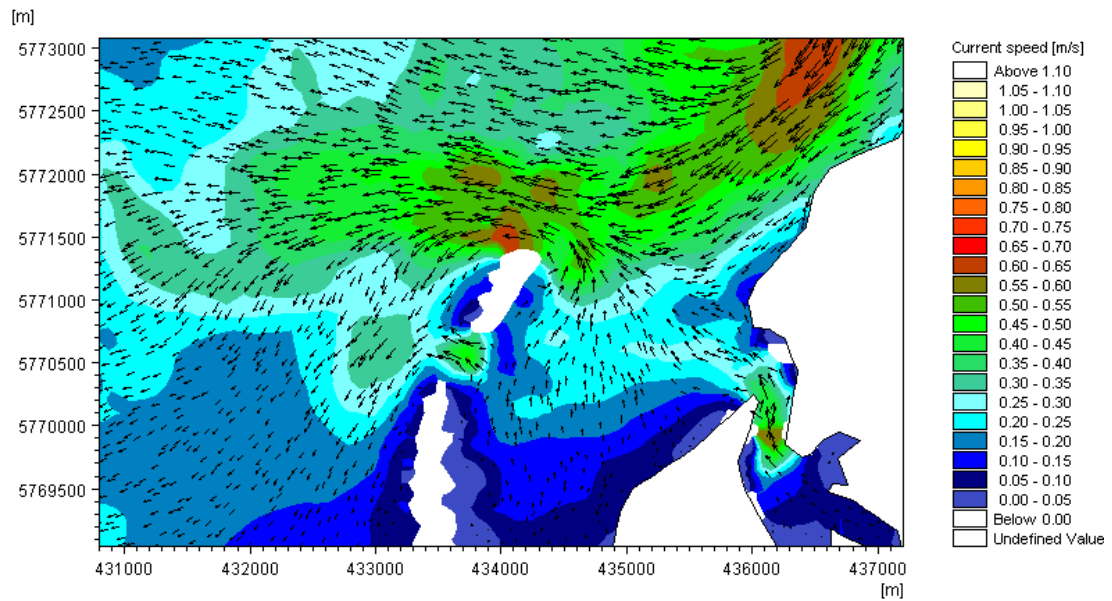 [m]
5773000
5772500
5772000
5771500
5771000
5770500
5770000
5769500
431000 432000 433000 434000 435000 436000 437000
[m]
Current speed [m/s]
Above 1.10
1.05 - 1.10
1.00 - 1.05
0.95 - 1.00
0.90 - 0.95
0.85 - 0.90
0.80 - 0.85
0.75 - 0.80
0.70 - 0.75
0.65 - 0.70
0.60 - 0.65
0.55 - 0.60
0.50 - 0.55
0.45 - 0.50
0.40 - 0.45
0.35 - 0.40
0.30 - 0.35
0.25 - 0.30
0.20 - 0.25
0.15 - 0.20
0.10 - 0.15
0.05 - 0.10
0.00 - 0.05
Below 0.00
Undefined Value